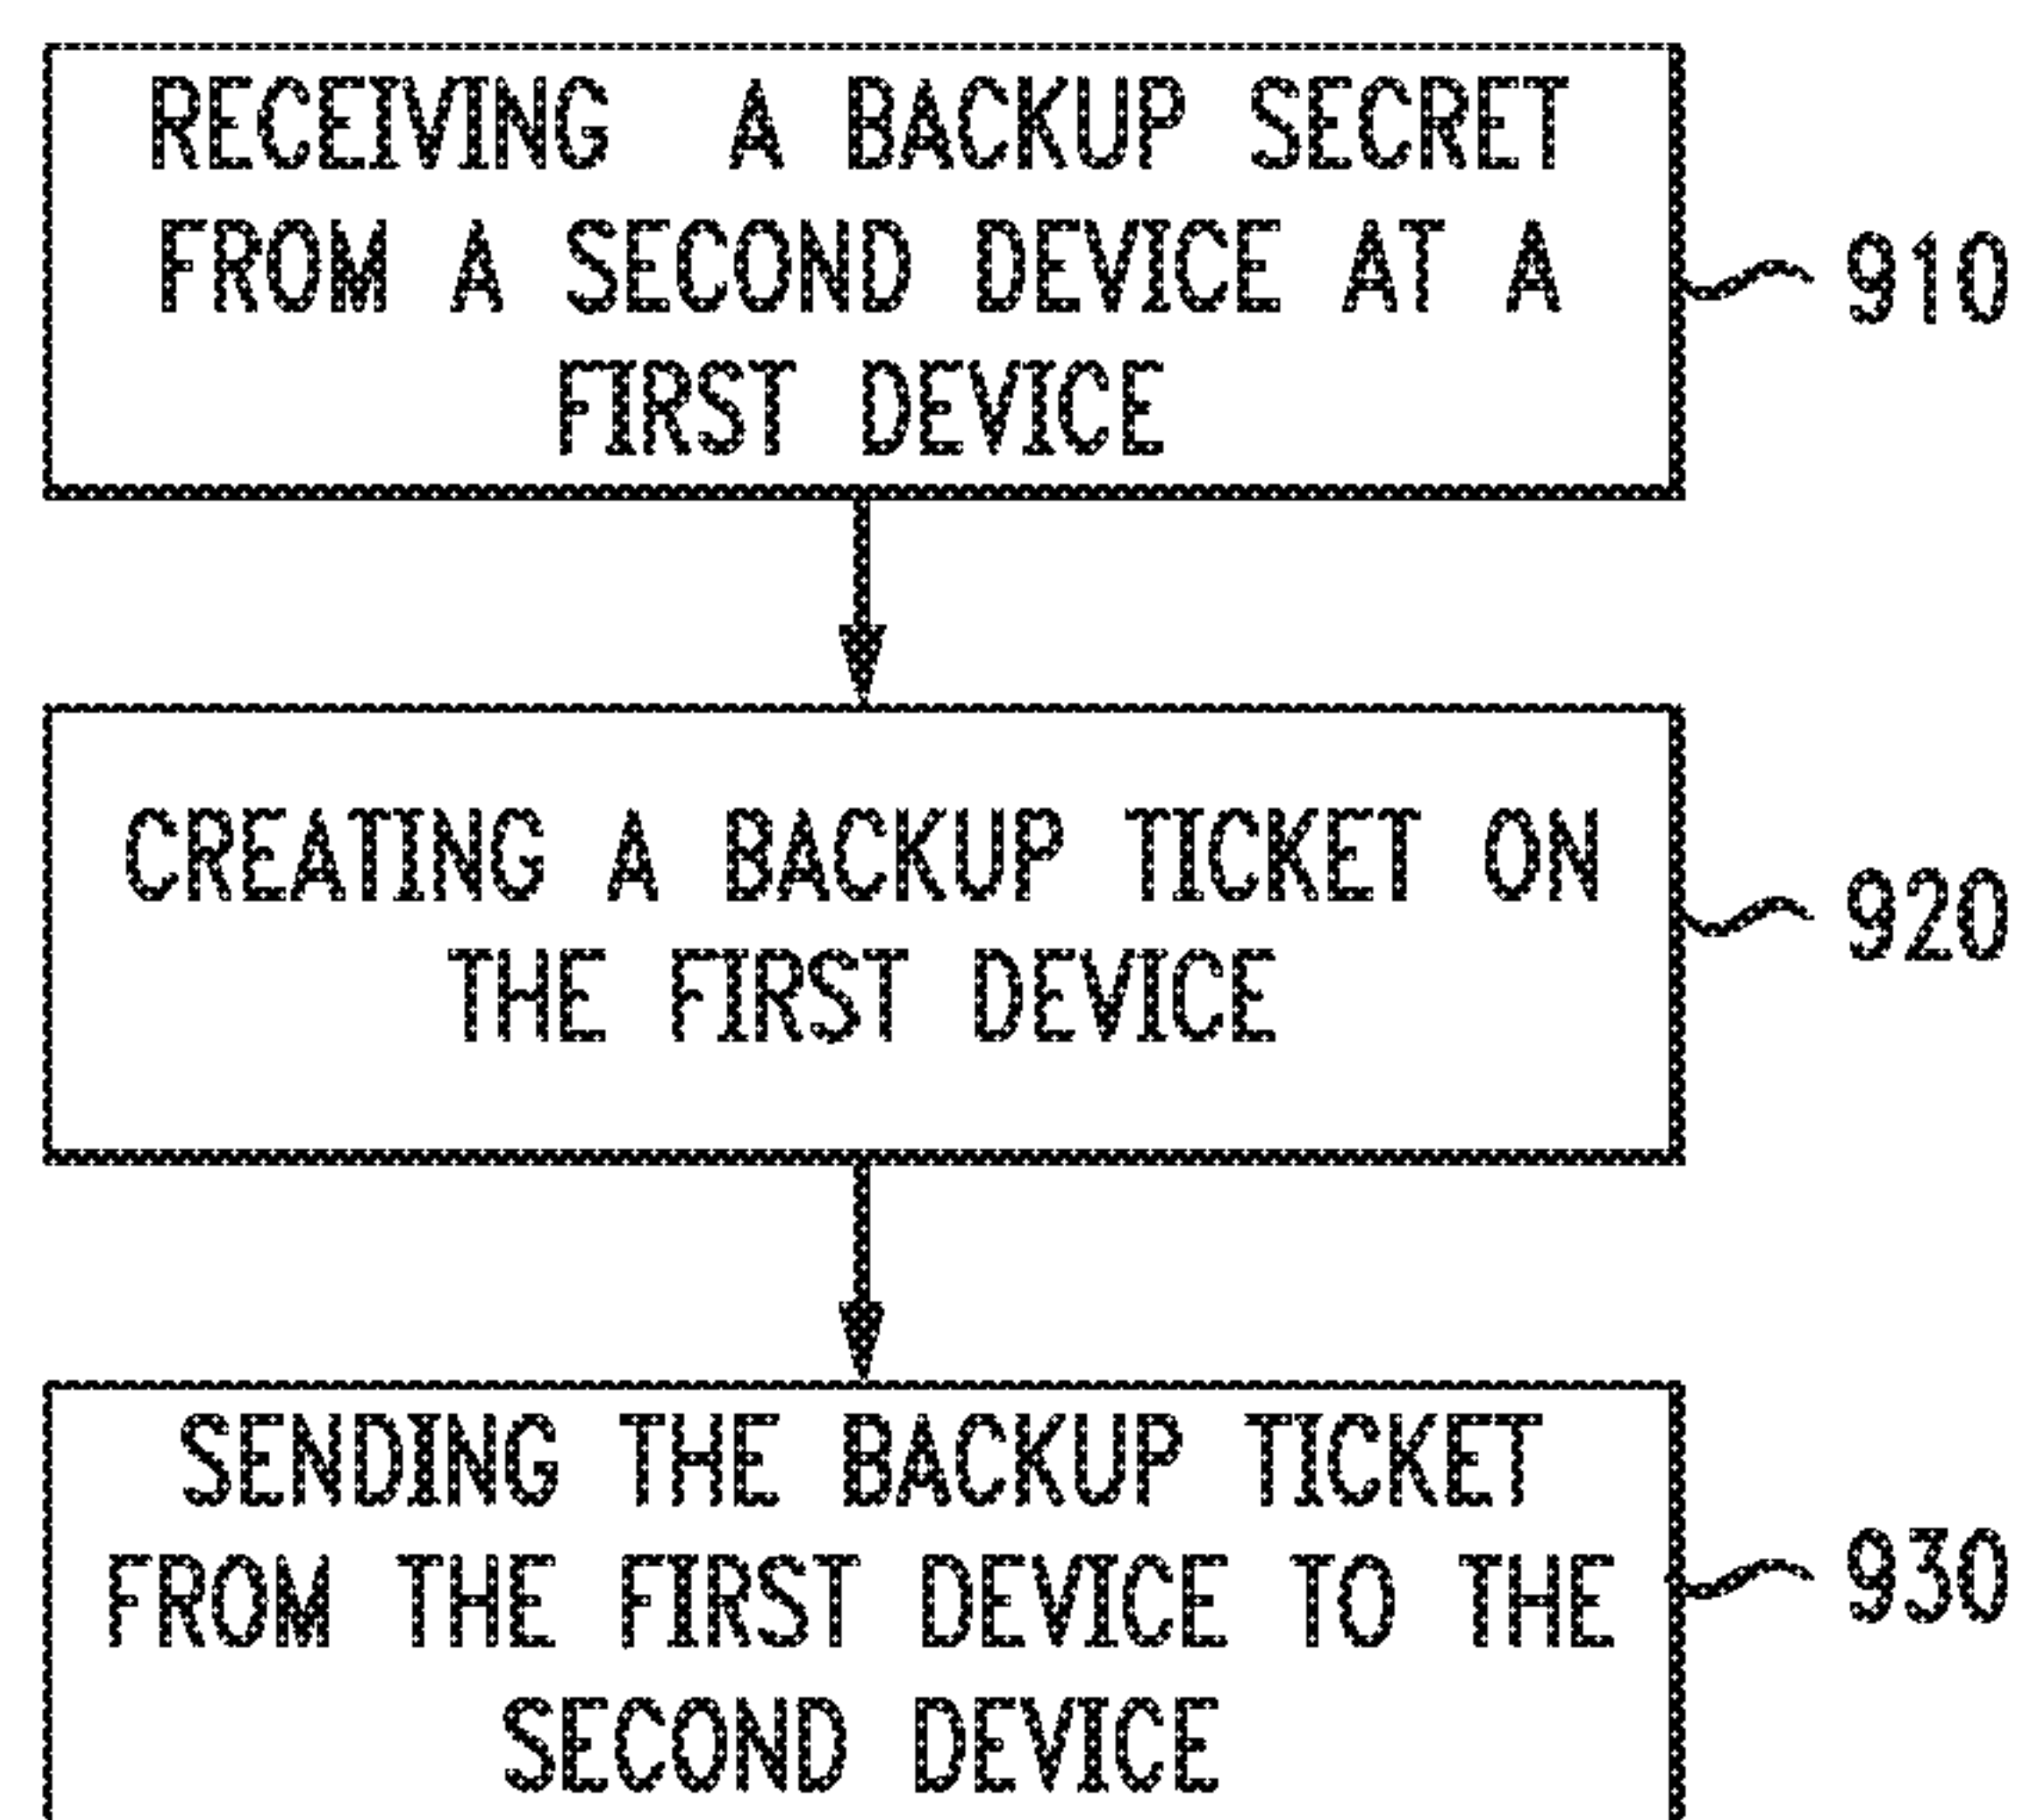 RECEIVING A BACKUP SECRET
FROM A SECOND DEVICE AT A
FIRST DEVICE
910
CREATING A BACKUP TICKET ON
THE FIRST DEVICE
920
SENDING THE BACKUP TICKET
FROM THE FIRST DEVICE TO THE
SECOND DEVICE
930